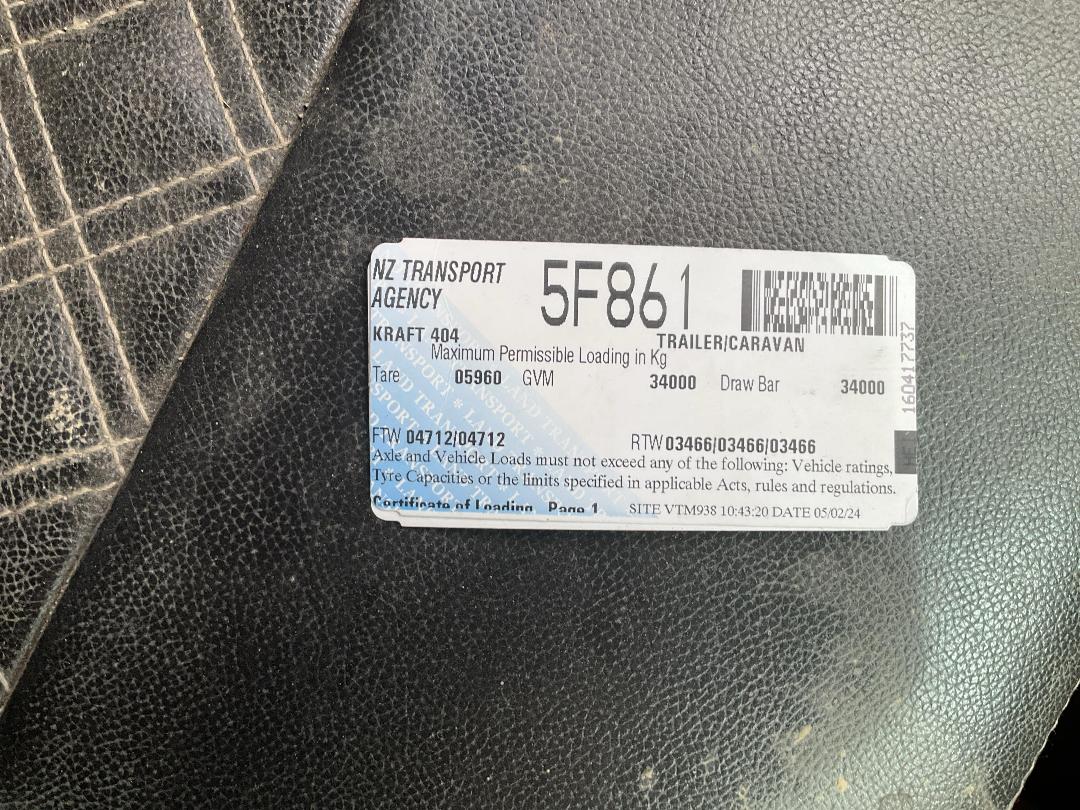 NZ TRANSPORT AGENCY 5F861
KRAFT 404 TRAILER/CARAVAN
Maximum Permissible Loading in Kg
Tare 05960 GVM 34000 Draw Bar 34000
FTW 04712/04712 RTW 03466/03466/03466
Axle and Vehicle Loads must not exceed any of the following: Vehicle ratings,
Tyre Capacities or the limits specified in applicable Acts, rules and regulations.
Certificate of Loading Page 1 SITE VTM938 10:43:20 DATE 05/02/24
160417737